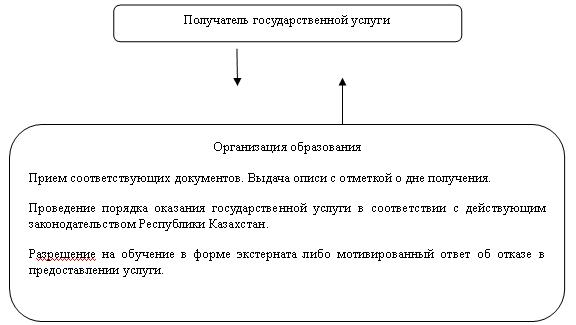 Получатель государственной услуги
Организация образования
Прием соответствующих документов. Выдача описи с отметкой о дне получения.
Проведение порядка оказания государственной услуги в соответствии с действующим
законодательством Республики Казахстан.
Разрешение на обучение в форме экстерната либо мотивированный ответ об отказе в
предоставлении услуги.